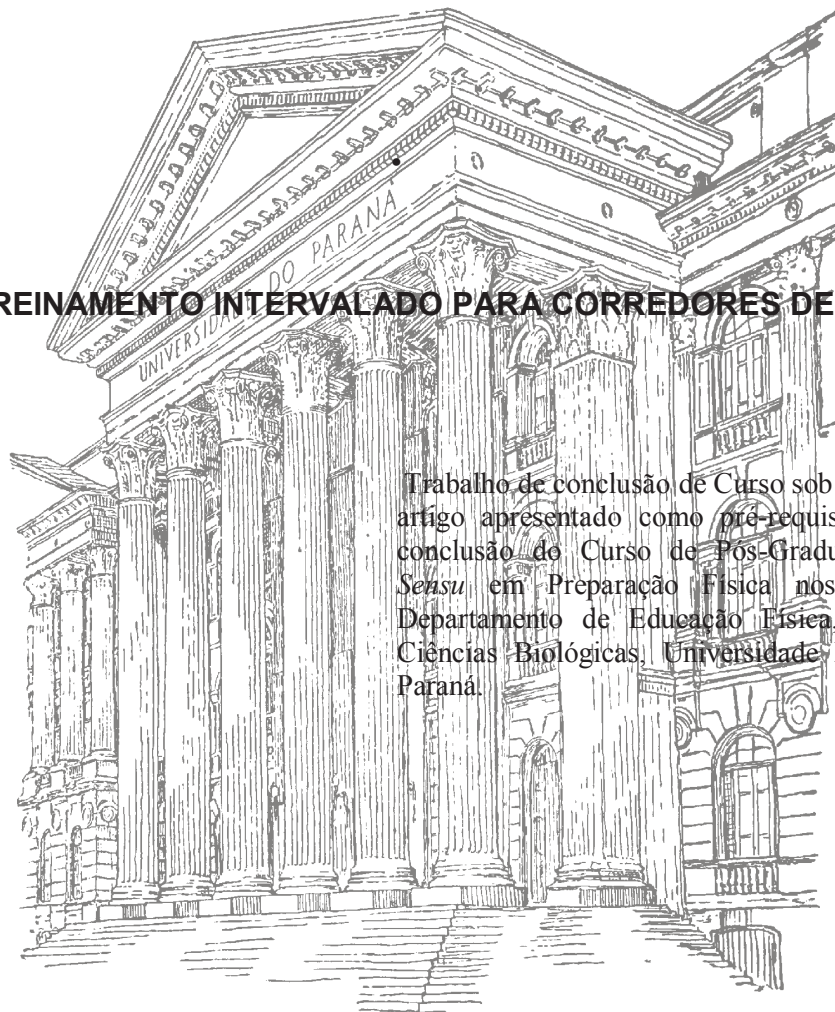 UNIVERSIDADE DO PARANÁ
REINAMENTO INTERVALADO PARA CORREDORES DE
Trabalho de conclusão de Curso sob
artigo apresentado como pré-requis
conclusão do Curso de Pós-Gradu
Sensu em Preparação Física nos
Departamento de Educação Física,
Ciências Biológicas, Universidade
Paraná.